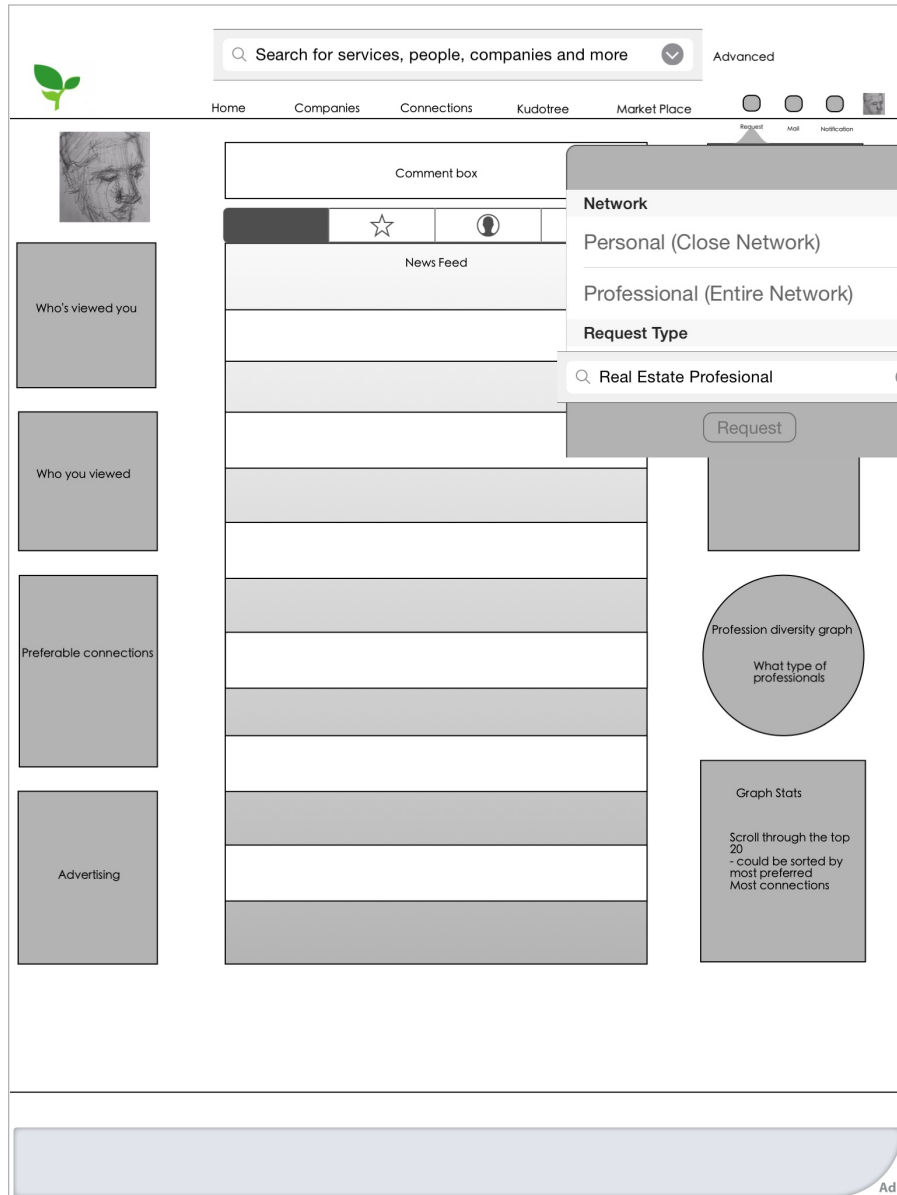 Search for services, people, companies and more
Advanced
Home
Companies
Connections
Kudotree
Market Place
Request
Mail
Notification
Comment box
Network
Personal (Close Network)
Professional (Entire Network)
Request Type
Real Estate Profesional
Request
News Feed
Who's viewed you
Who you viewed
Preferable connections
Advertising
Profession diversity graph
What type of
professionals
Graph Stats
Scroll through the top
20
- could be sorted by
most preferred
Most connections
Ad